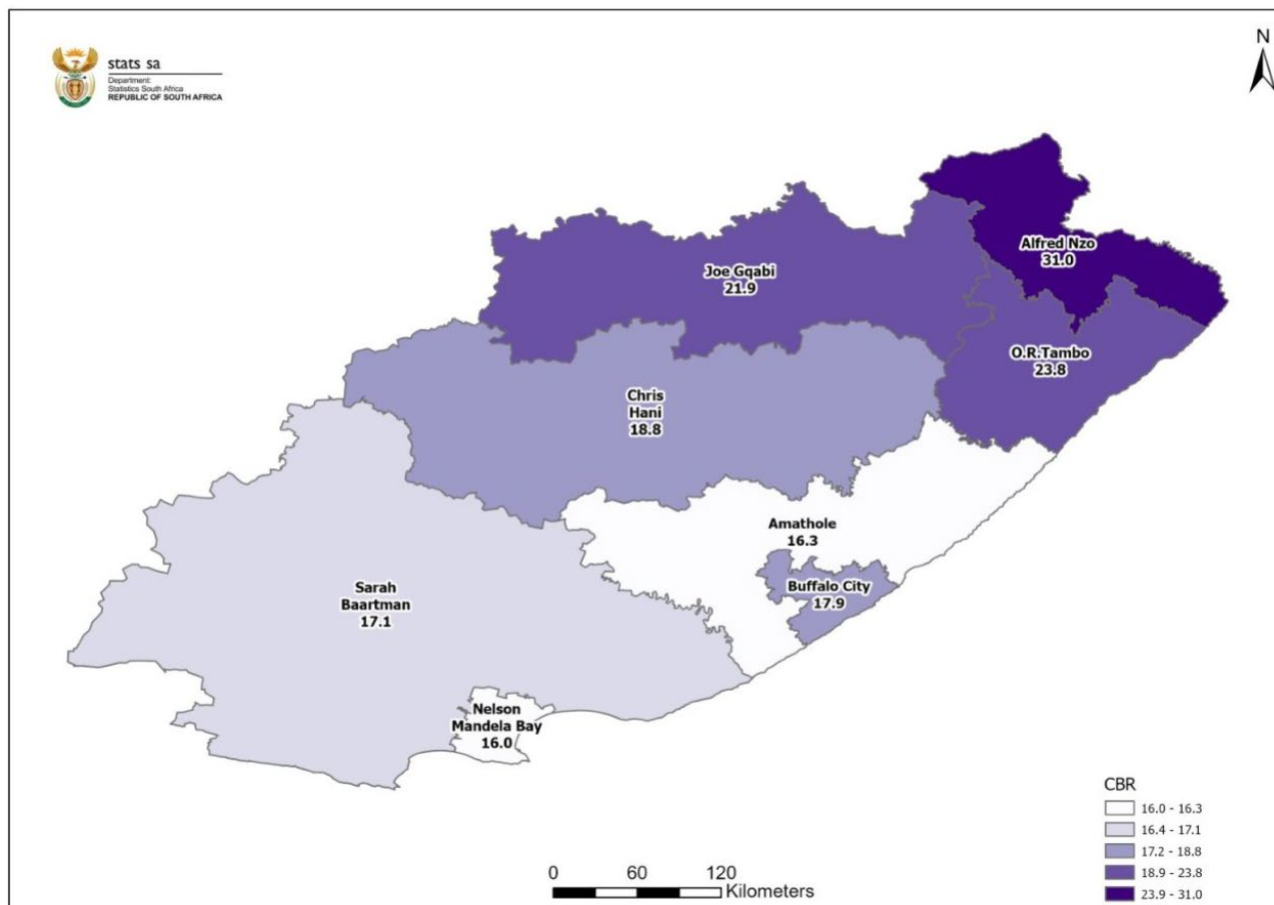 stats sa
Department:
Statistics South Africa
REPUBLIC OF SOUTH AFRICA
N
Alfred Nzo
31.0
Joe Gqabi
21.9
O.R.Tambo
23.8
Chris
Hani
18.8
Amathole
16.3
Buffalo City
17.9
Sarah
Baartman
17.1
Nelson
Mandela Bay
16.0
CBR
16.0 - 16.3
16.4 - 17.1
17.2 - 18.8
18.9 - 23.8
23.9 - 31.0
0 60 120
Kilometers